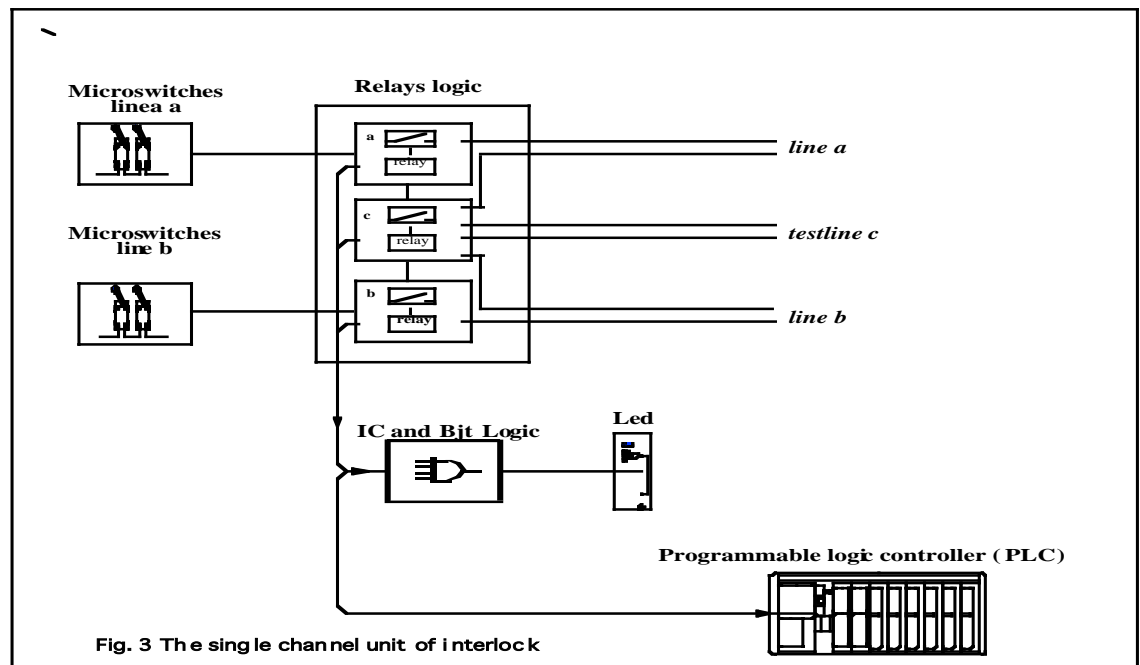 Microswitches
linea a
Relays logic
a
relay
line a
c
relay
testline c
Microswitches
line b
b
relay
line b
IC and Bjt Logic
Led
Programmable logic controller ( PLC)
Fig. 3 The single channel unit of interlock